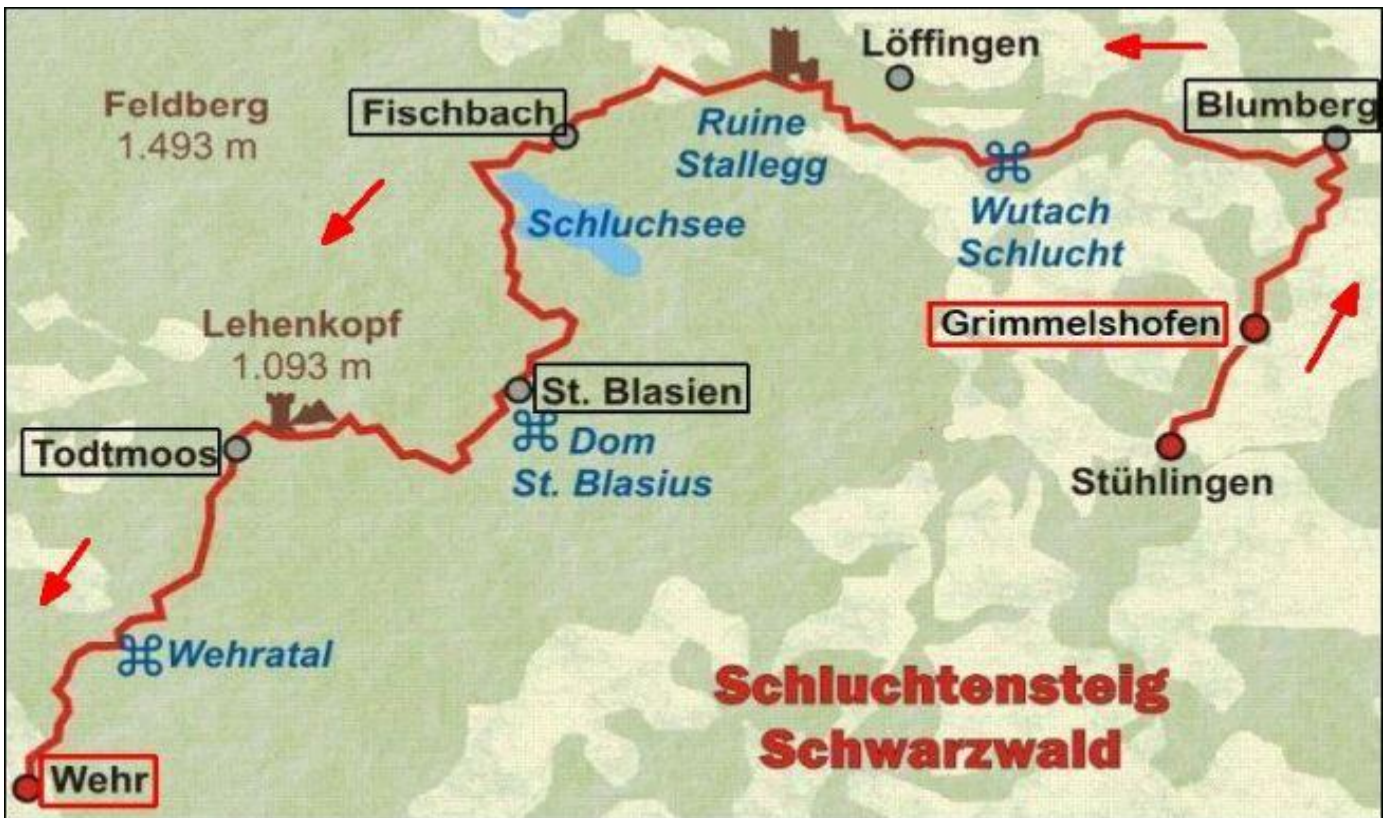 Löffingen
Feldberg
1.493 m
Fischbach
Blumberg
Ruine
Stallegg
Schluchsee
Wutach
Schlucht
Lehenkopf
1.093 m
Grimmelshofen
St. Blasien
Todtmoos
Dom
St. Blasius
Stühlingen
Wehratal
Schluchtensteig
Schwarzwald
Wehr